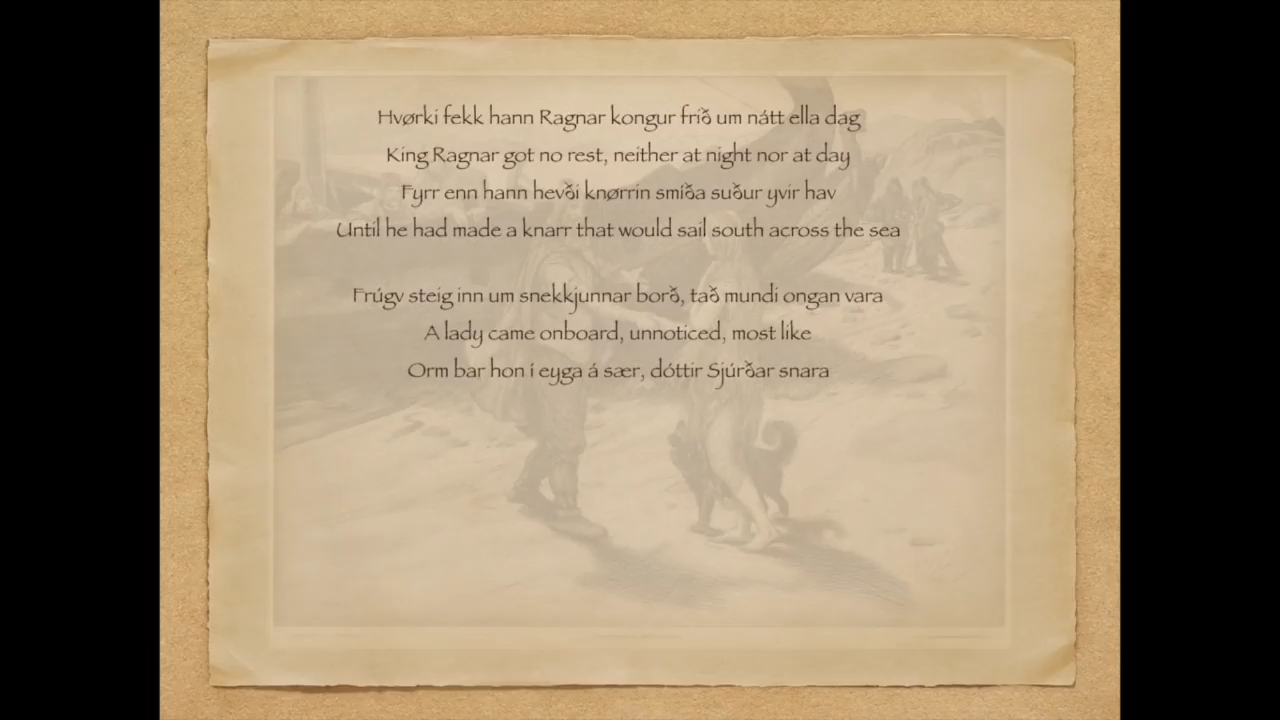 Hvørki fekk hann Ragnar kongur fríð um nátt ella dag
King Ragnar got no rest, neither at night nor at day
Fyrr enn hann hevði knørrin smíða suður yvir hav
Until he had made a knarr that would sail south across the sea
Frúgv steig inn um snekkjunnar borð, tað mundi ongan vara
A lady came onboard, unnoticed, most like
Orm bar hon í eyga á sær, dóttir Sjúrðar snara